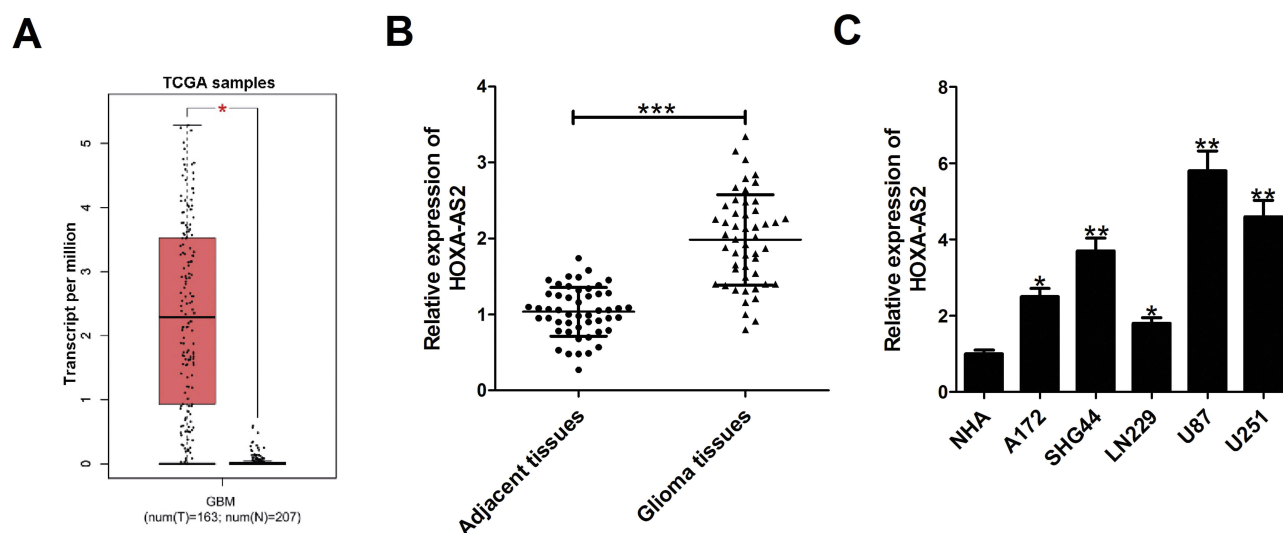 A
TCGA samples
*
Transcript per million
5
4
3
2
1
0
GBM
(num(T)=163; num(N)=207)
B
Relative expression of
HOXA-AS2
4
3
2
1
0
***
Adjacent tissues
Glioma tissues
C
Relative expression of
HOXA-AS2
8
6
4
2
0
*
**
*
**
**
NHA
A172
SHG44
LN229
U87
U251